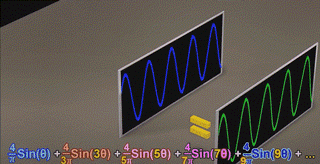 4/π Sin(θ) + 4/3π Sin(3θ) + 4/5π Sin(5θ) + 4/7π Sin(7θ) + 4/9π Sin(9θ) + ...